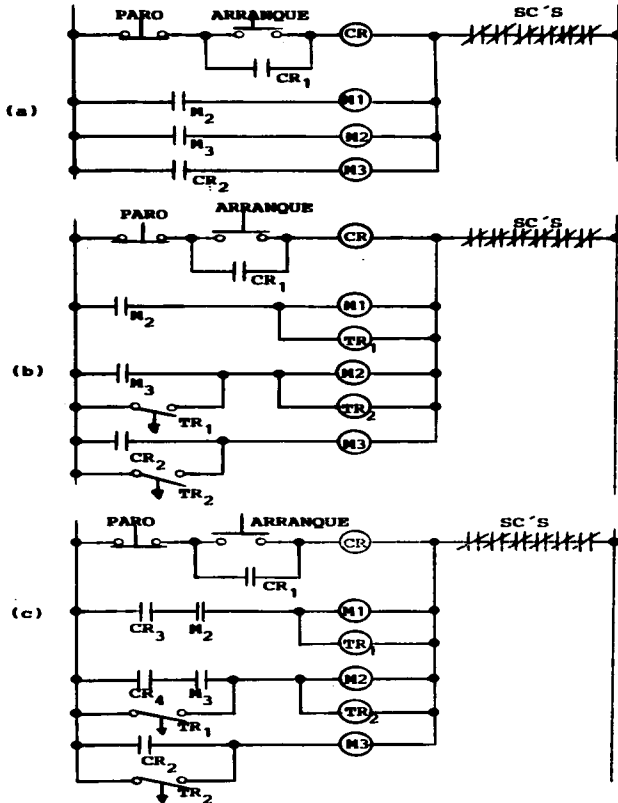 SC´S
PARO ARRANQUE
CR
CR1
(a)
M2 M1
M3 M2
CR2 M3
PARO ARRANQUE SC´S
CR
CR1
M2 M1
TR1
(b)
M3 M2
TR1 TR2
CR2 M3
TR2
PARO ARRANQUE SC´S
CR
CR1
(c)
CR3 M2 M1
TR1
CR4 M3 M2
TR1 TR2
CR2 M3
TR2